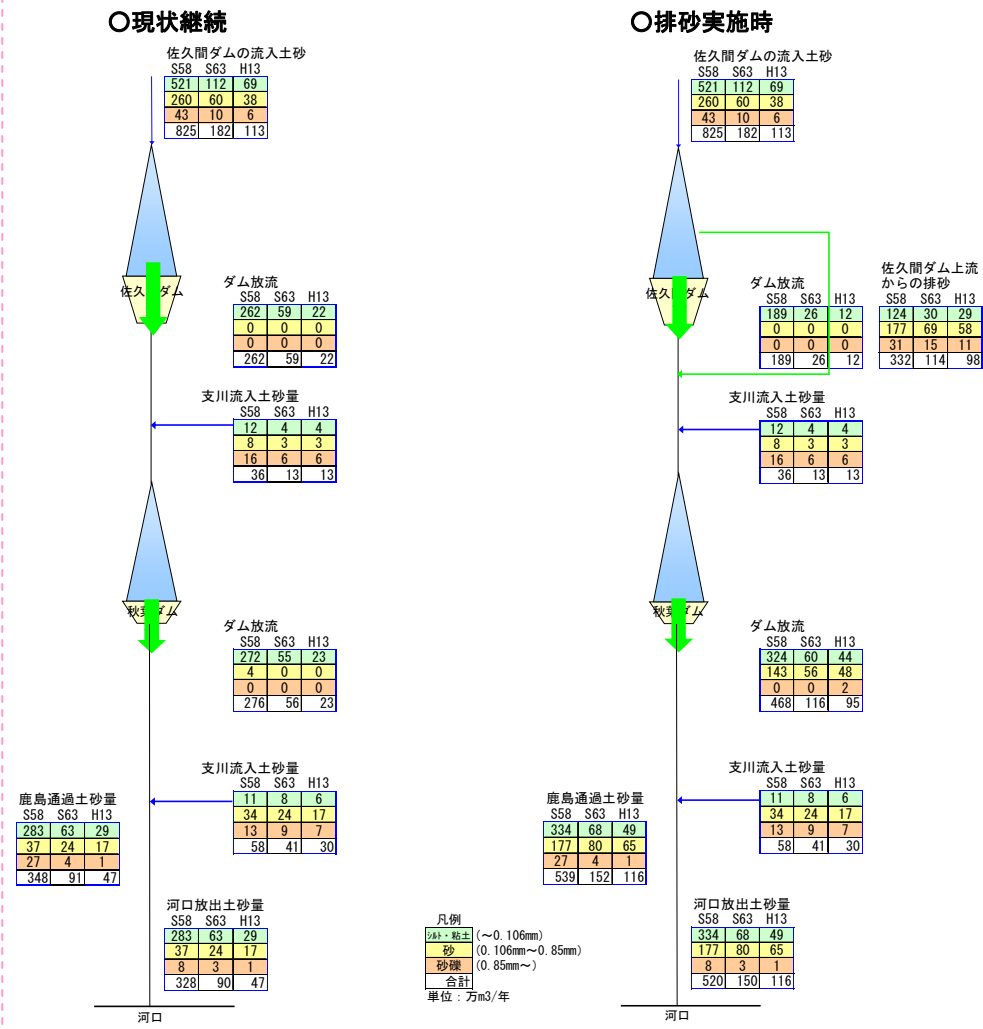 ○現状継続
佐久間ダムの流入土砂
S58 S63 H13
521 112 69
260 60 38
43 10 6
825 182 113
佐久間ダム
ダム放流
S58 S63 H13
262 59 22
0 0 0
0 0 0
262 59 22
支川流入土砂量
S58 S63 H13
12 4 4
8 3 3
16 6 6
36 13 13
秋葉ダム
ダム放流
S58 S63 H13
272 55 23
4 0 0
0 0 0
276 56 23
支川流入土砂量
S58 S63 H13
11 8 6
34 24 17
13 9 7
58 41 30
鹿島通過土砂量
S58 S63 H13
283 63 29
37 24 17
27 4 1
348 91 47
河口放出土砂量
S58 S63 H13
283 63 29
37 24 17
8 3 1
328 90 47
河口
○排砂実施時
佐久間ダムの流入土砂
S58 S63 H13
521 112 69
260 60 38
43 10 6
825 182 113
佐久間ダム
ダム放流
S58 S63 H13
189 26 12
0 0 0
0 0 0
189 26 12
佐久間ダム上流
からの排砂
S58 S63 H13
124 30 29
177 69 58
31 15 11
332 114 98
支川流入土砂量
S58 S63 H13
12 4 4
8 3 3
16 6 6
36 13 13
秋葉ダム
ダム放流
S58 S63 H13
324 60 44
143 56 48
0 0 2
468 116 95
支川流入土砂量
S58 S63 H13
11 8 6
34 24 17
13 9 7
58 41 30
鹿島通過土砂量
S58 S63 H13
334 68 49
177 80 65
27 4 1
539 152 116
河口放出土砂量
S58 S63 H13
334 68 49
177 80 65
8 3 1
520 150 116
河口
凡例
シルト・粘土 (～0.106mm)
砂 (0.106mm～0.85mm)
砂礫 (0.85mm～)
合計
単位：万m3/年